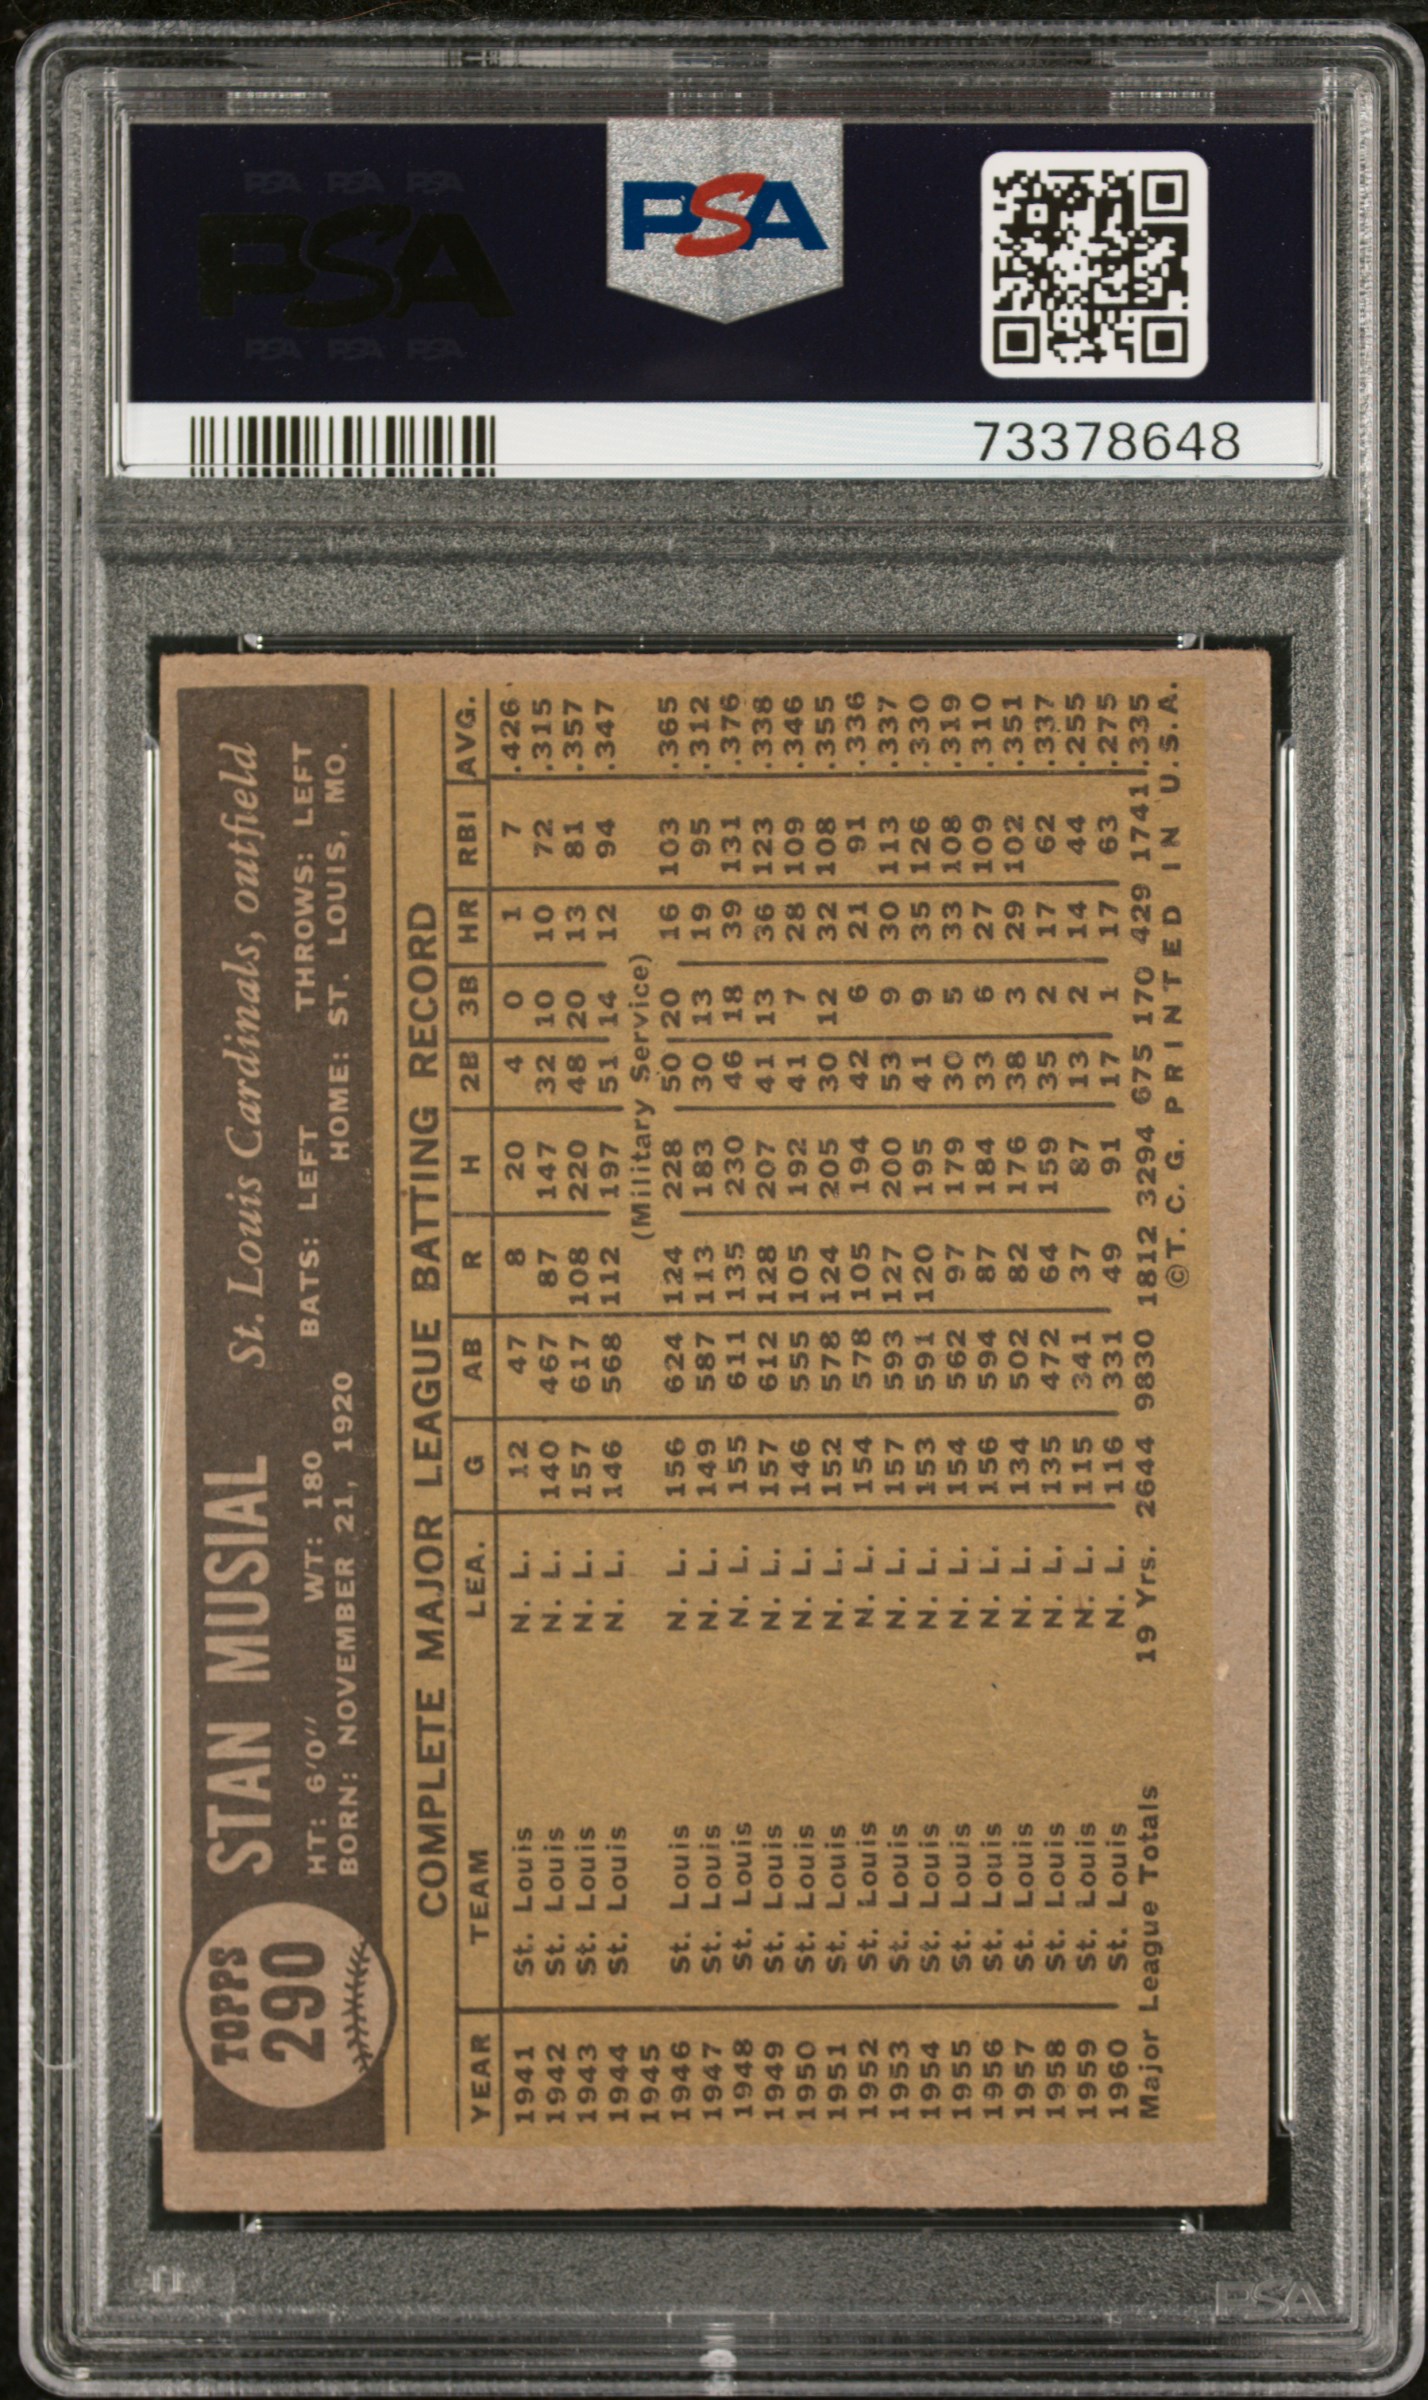 PSA PSA PSA
PSA
PSA PSA PSA
PSA
73378648
TOPPS
290
STAN MUSIAL St. Louis Cardinals, outfield
HT: 6'0" WT: 180 BATS: LEFT THROWS: LEFT
BORN: NOVEMBER 21, 1920 HOME: ST. LOUIS, MO.
COMPLETE MAJOR LEAGUE BATTING RECORD
YEAR TEAM LEA. G AB R H 2B 3B HR RBI AVG.
1941 St. Louis N. L. 12 47 8 20 4 0 1 7 .426
1942 St. Louis N. L. 140 467 87 147 32 10 10 72 .315
1943 St. Louis N. L. 157 617 108 220 48 20 13 81 .357
1944 St. Louis N. L. 146 568 112 197 51 14 12 94 .347
1945 (Military Service)
1946 St. Louis N. L. 156 624 124 228 50 20 16 103 .365
1947 St. Louis N. L. 149 587 113 183 30 13 19 95 .312
1948 St. Louis N. L. 155 611 135 230 46 18 39 131 .376
1949 St. Louis N. L. 157 612 128 207 41 13 36 123 .338
1950 St. Louis N. L. 146 555 105 192 41 7 28 109 .346
1951 St. Louis N. L. 152 578 124 205 30 12 32 108 .355
1952 St. Louis N. L. 154 578 105 194 42 6 21 91 .336
1953 St. Louis N. L. 157 593 127 200 53 9 30 113 .337
1954 St. Louis N. L. 153 591 120 195 41 9 35 126 .330
1955 St. Louis N. L. 154 562 97 179 30 5 33 108 .319
1956 St. Louis N. L. 156 594 87 184 33 6 27 109 .310
1957 St. Louis N. L. 134 502 82 176 38 3 29 102 .351
1958 St. Louis N. L. 135 472 64 159 35 2 17 62 .337
1959 St. Louis N. L. 115 341 37 87 13 2 14 44 .255
1960 St. Louis N. L. 116 331 49 91 17 1 17 63 .275
Major League Totals 19 Yrs. 2644 9830 1812 3294 675 170 429 1741 .335
©T. C. G. PRINTED IN U.S.A.
PSA